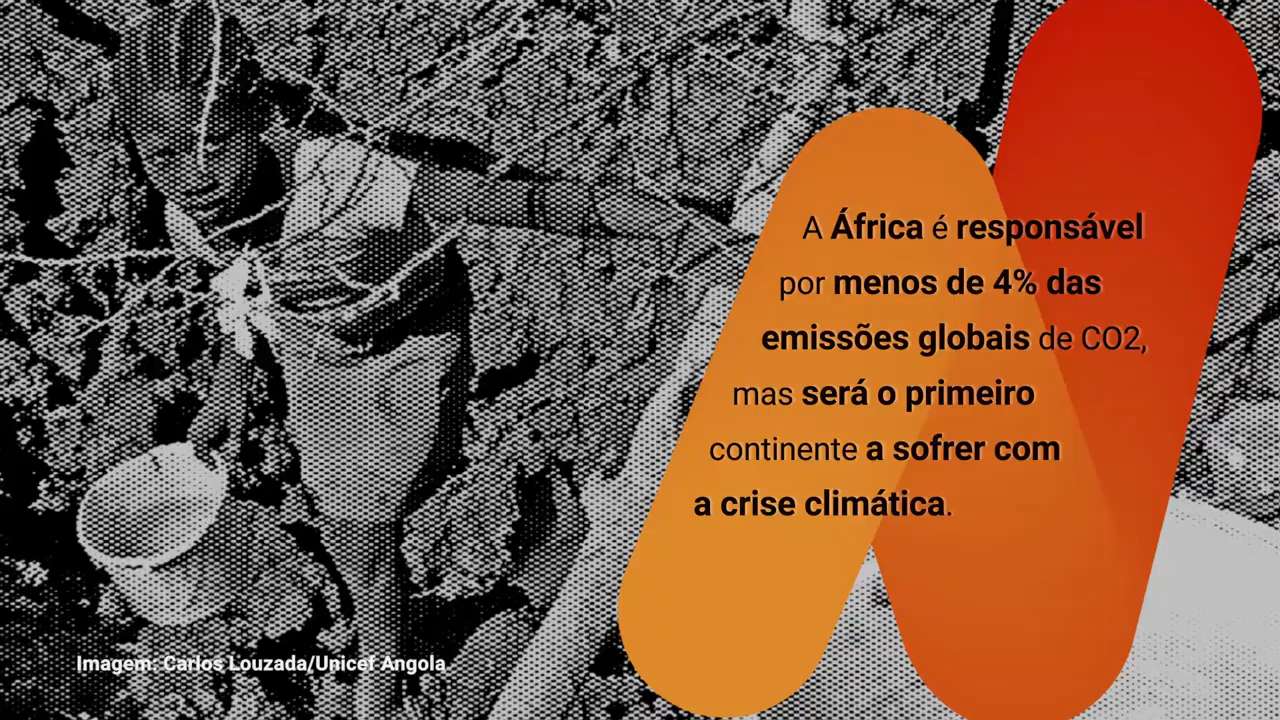 A África é responsável
por menos de 4% das
emissões globais de CO2,
mas será o primeiro
continente a sofrer com
a crise climática.
Imagem: Carlos Louzada/Unicef Angola